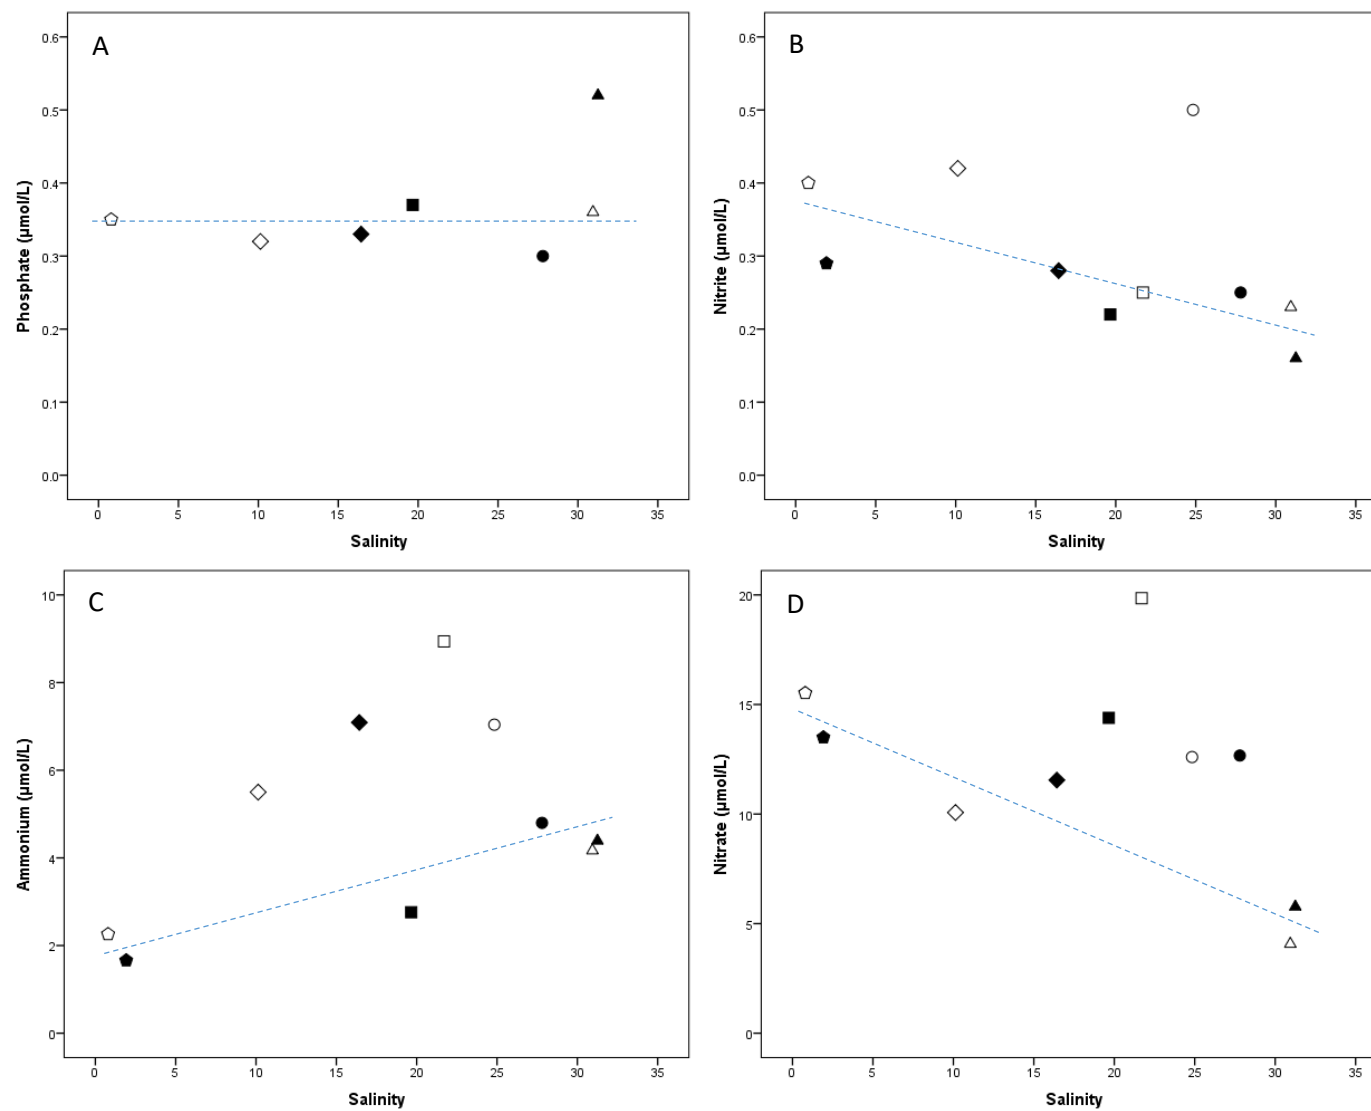 A
0.6
0.5
0.4
0.3
0.2
0.1
0.0
Phosphate (µmol/L)
0 5 10 15 20 25 30 35
Salinity
B
0.6
0.5
0.4
0.3
0.2
0.1
0.0
Nitrite (µmol/L)
0 5 10 15 20 25 30 35
Salinity
C
10
8
6
4
2
0
Ammonium (µmol/L)
0 5 10 15 20 25 30 35
Salinity
D
20
15
10
5
0
Nitrate (µmol/L)
0 5 10 15 20 25 30 35
Salinity